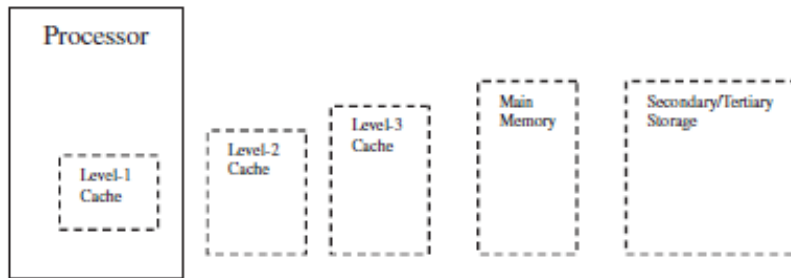 Processor
Level-1
Cache
Level-2
Cache
Level-3
Cache
Main
Memory
Secondary/Tertiary
Storage